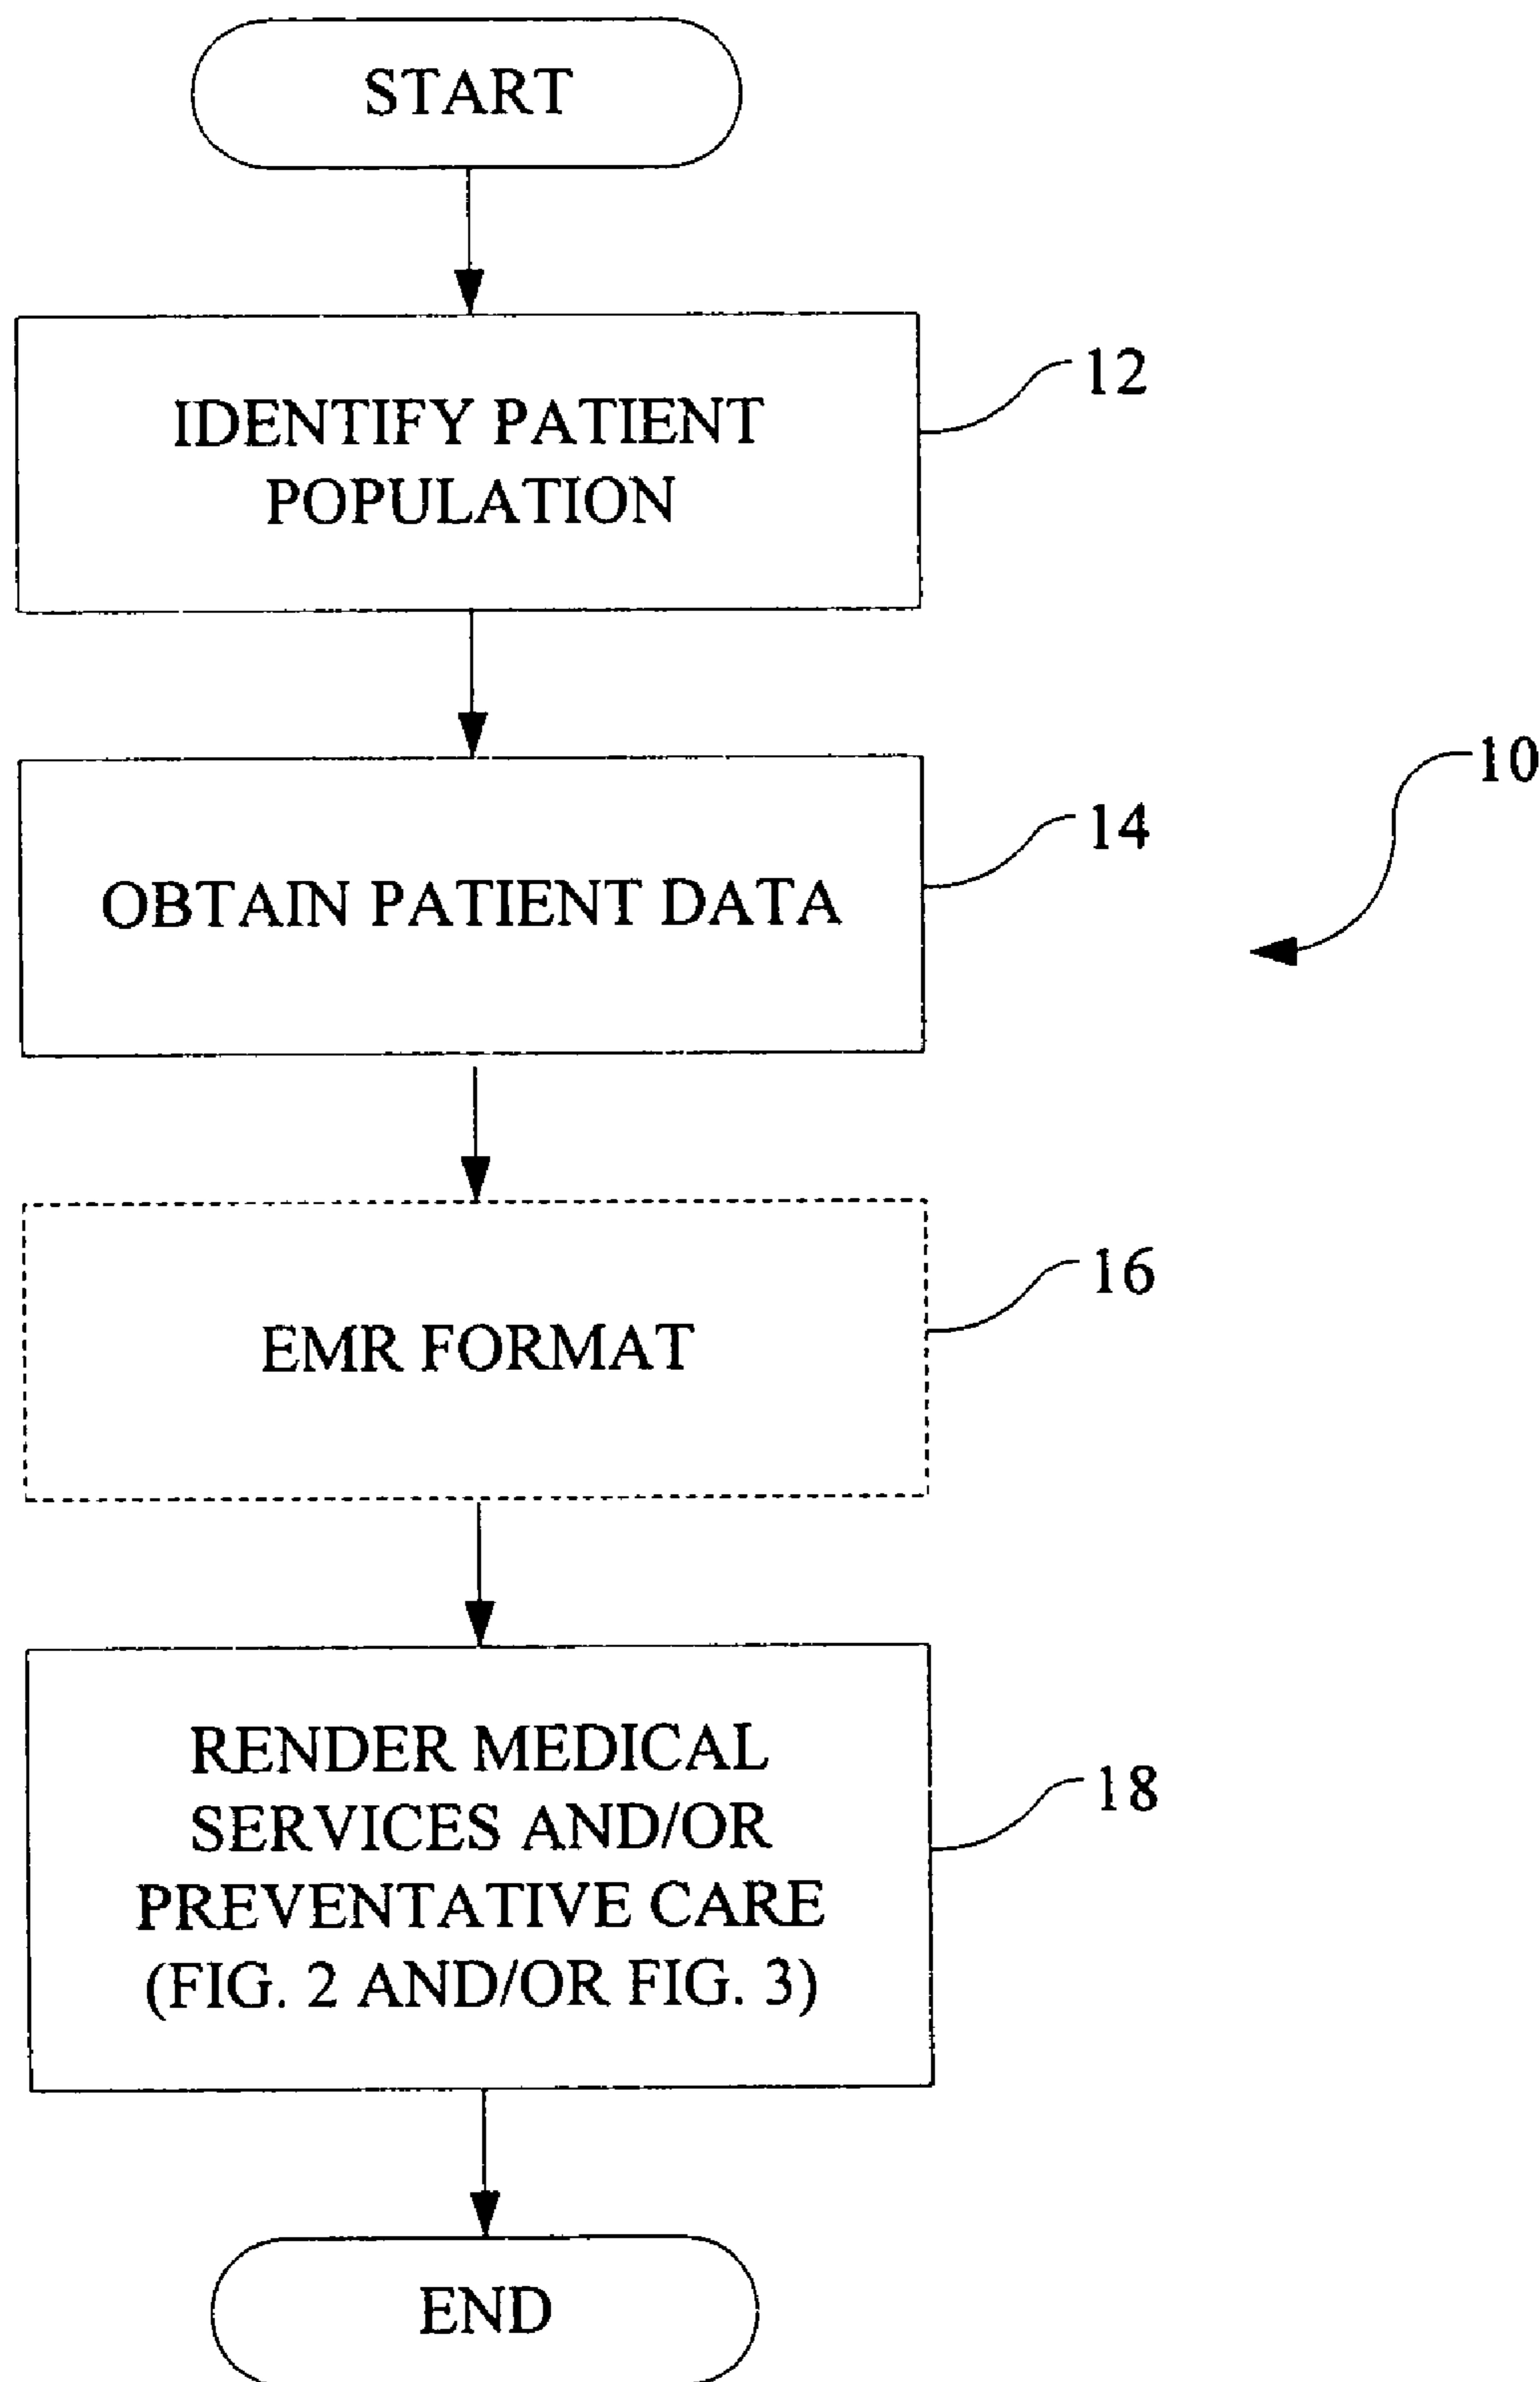 START
IDENTIFY PATIENT
POPULATION
12
OBTAIN PATIENT DATA
14
10
EMR FORMAT
16
RENDER MEDICAL
SERVICES AND/OR
PREVENTATIVE CARE
(FIG. 2 AND/OR FIG. 3)
18
END